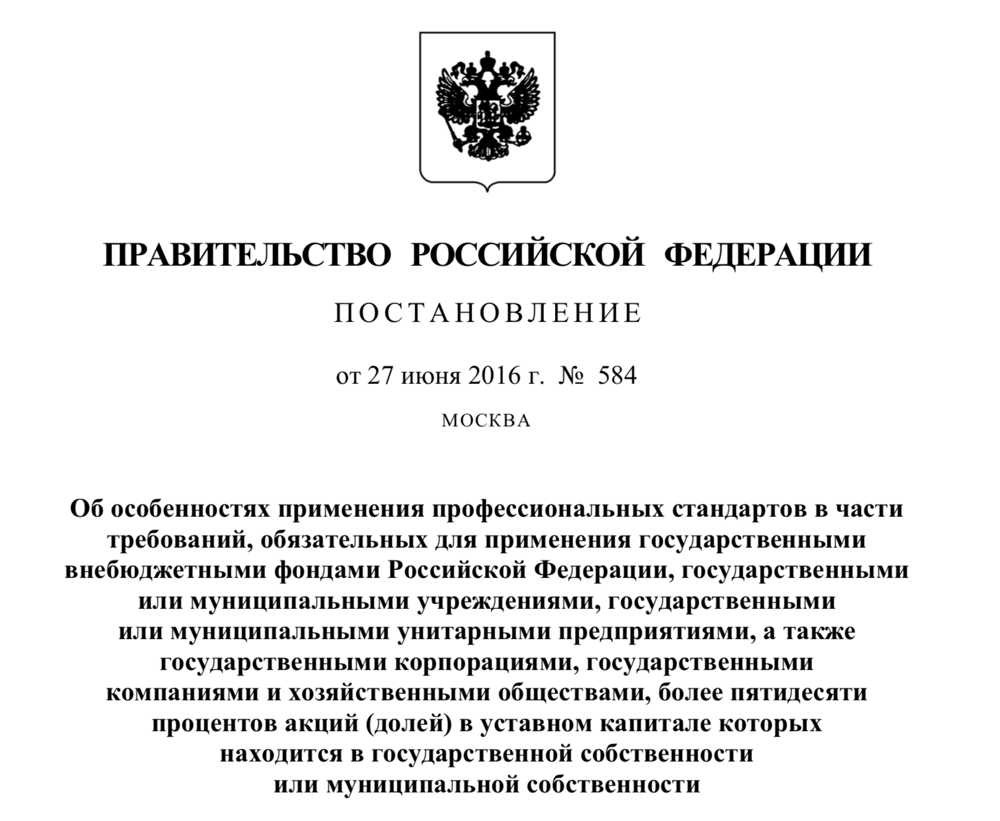 ПРАВИТЕЛЬСТВО РОССИЙСКОЙ ФЕДЕРАЦИИ
ПОСТАНОВЛЕНИЕ
от 27 июня 2016 г. № 584
МОСКВА
Об особенностях применения профессиональных стандартов в части
требований, обязательных для применения государственными
внебюджетными фондами Российской Федерации, государственными
или муниципальными учреждениями, государственными
или муниципальными унитарными предприятиями, а также
государственными корпорациями, государственными
компаниями и хозяйственными обществами, более пятидесяти
процентов акций (долей) в уставном капитале которых
находится в государственной собственности
или муниципальной собственности